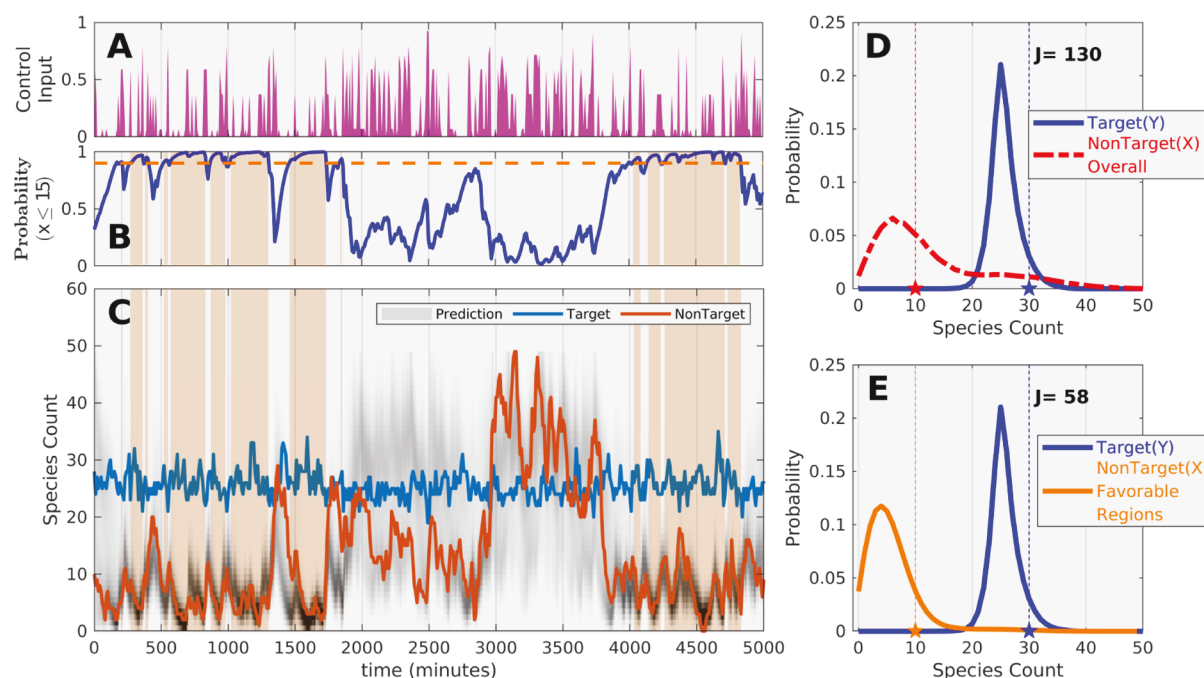 A
Control
Input
1
0.5
0
B
Probability
(x ≤ 15)
1
0.5
0
C
Species Count
60
50
40
30
20
10
0
Prediction
Target
NonTarget
0 500 1000 1500 2000 2500 3000 3500 4000 4500 5000
time (minutes)
D
J= 130
Probability
0.25
0.2
0.15
0.1
0.05
0
Target(Y)
NonTarget(X)
Overall
0 10 20 30 40 50
Species Count
E
J= 58
Probability
0.25
0.2
0.15
0.1
0.05
0
Target(Y)
NonTarget(X
Favorable
Regions
0 10 20 30 40 50
Species Count